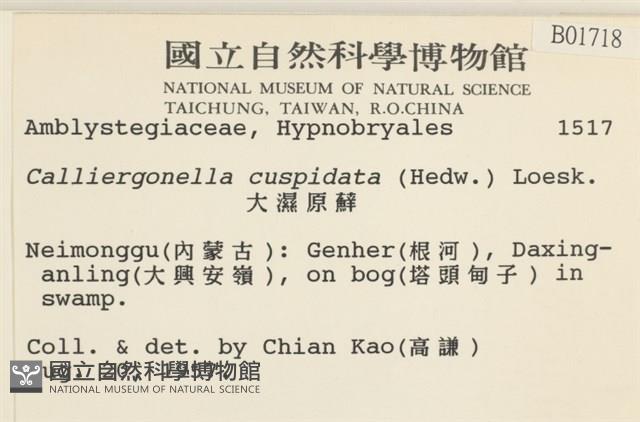 B01718
國立自然科學博物館
NATIONAL MUSEUM OF NATURAL SCIENCE
TAICHUNG, TAIWAN, R.O.CHINA
Amblystegiaceae, Hypnobryales 1517
Calliergonella cuspidata (Hedw.) Loesk.
大濕原蘚
Neimonggu(內蒙古): Genher(根河), Daxing-
anling(大興安嶺), on bog(塔頭甸子) in
swamp.
Coll. & det. by Chian Kao(高謙)
國立自然科學博物館
NATIONAL MUSEUM OF NATURAL SCIENCE